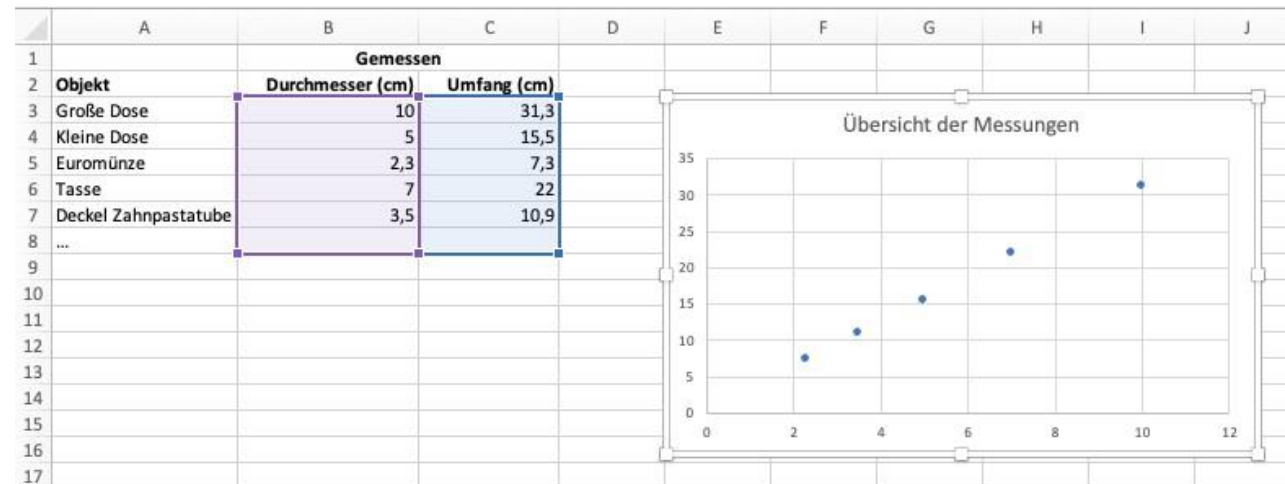 A B C D E F G H I J
1 Gemessen
2 Objekt Durchmesser (cm) Umfang (cm)
3 Große Dose 10 31,3
4 Kleine Dose 5 15,5
5 Euromünze 2,3 7,3
6 Tasse 7 22
7 Deckel Zahnpastatube 3,5 10,9
8 ...
9
10
11
12
13
14
15
16
17
Übersicht der Messungen
35
30
25
20
15
10
5
0
0 2 4 6 8 10 12